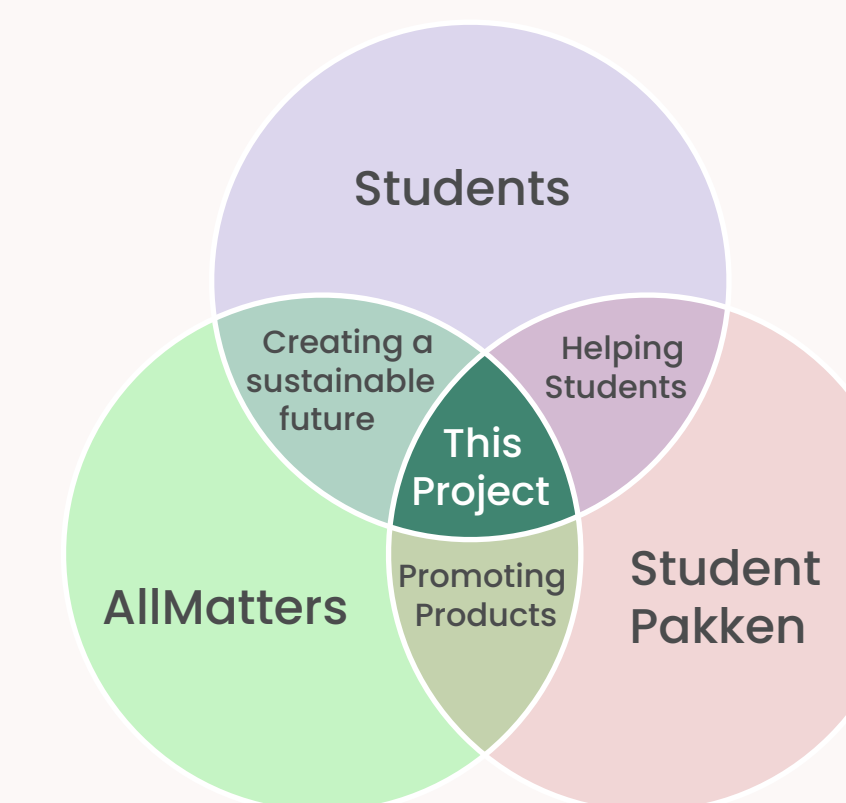 Students
Creating a
sustainable
future
Helping
Students
This
Project
Promoting
Products
AllMatters
Student
Pakken